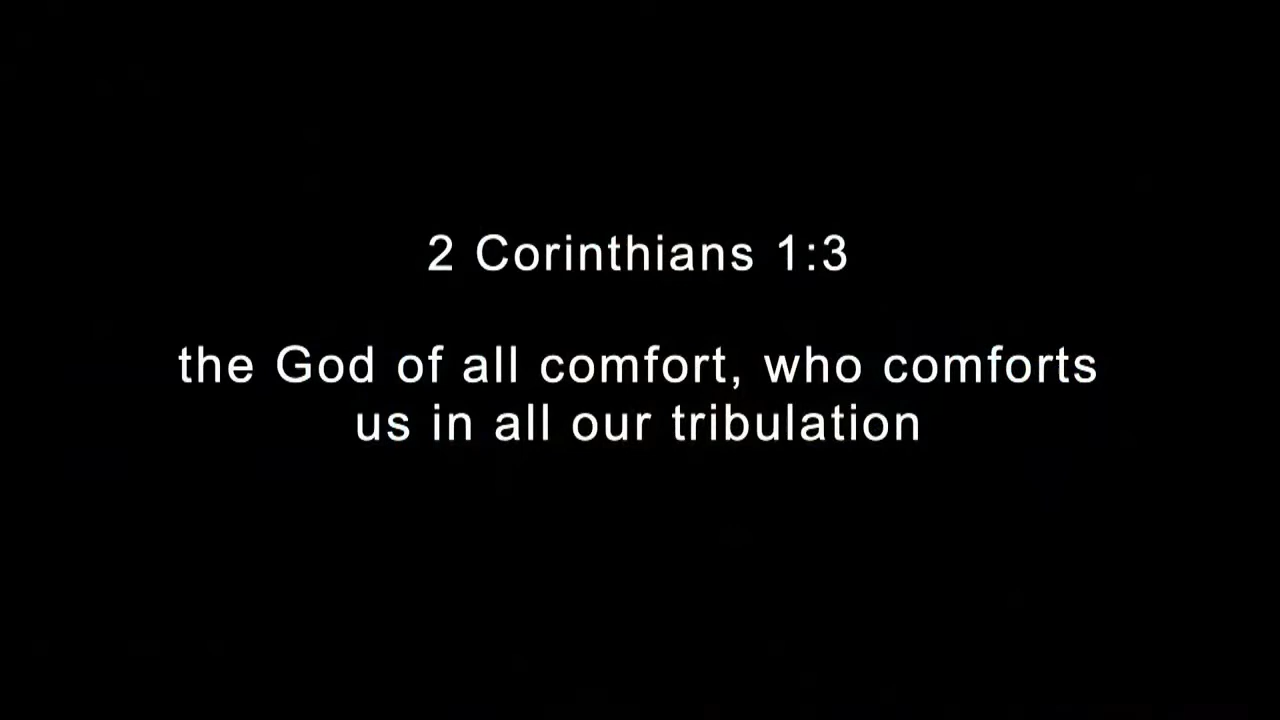 2 Corinthians 1:3
the God of all comfort, who comforts
us in all our tribulation